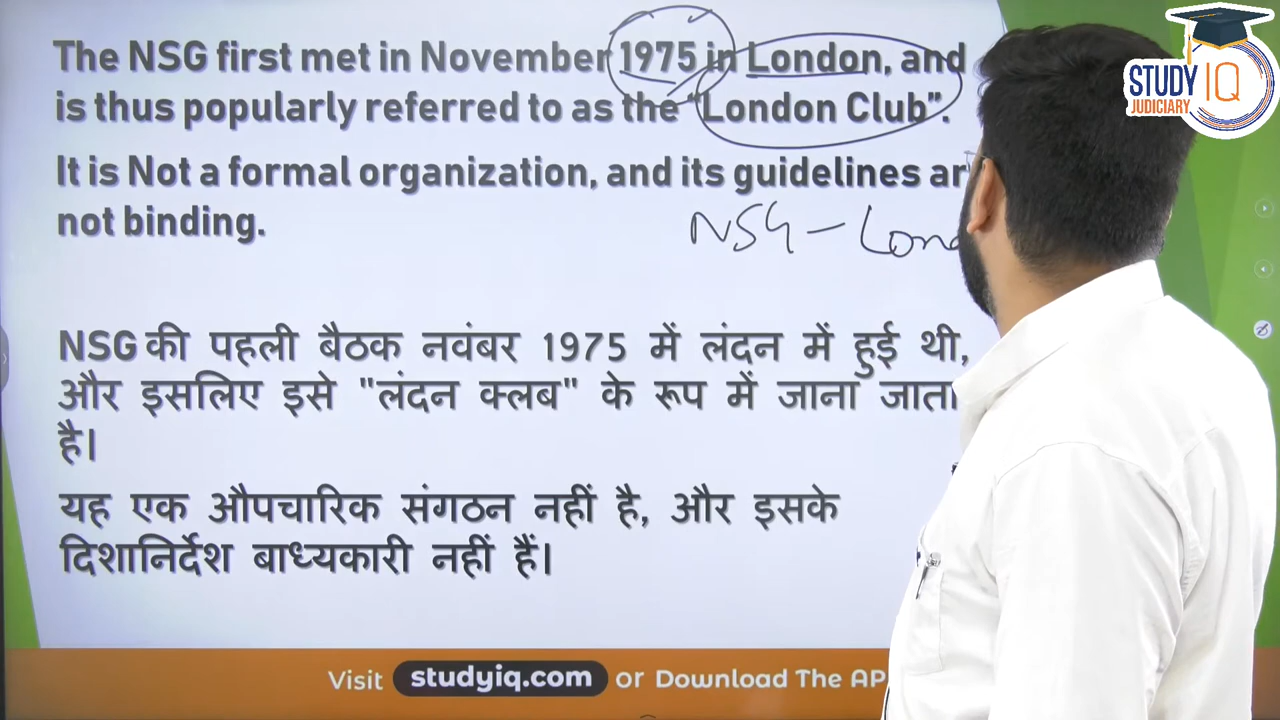 The NSG first met in November 1975 in London, and
is thus popularly referred to as the "London Club".
It is Not a formal organization, and its guidelines ar
not binding.
NSG - Lon
NSG की पहली बैठक नवंबर 1975 में लंदन में हुई थी,
और इसलिए इसे "लंदन क्लब" के रूप में जाना जाता
है।
यह एक औपचारिक संगठन नहीं है, और इसके
दिशानिर्देश बाध्यकारी नहीं हैं।
Visit studyiq.com or Download The AP
STUDY IQ
JUDICIARY